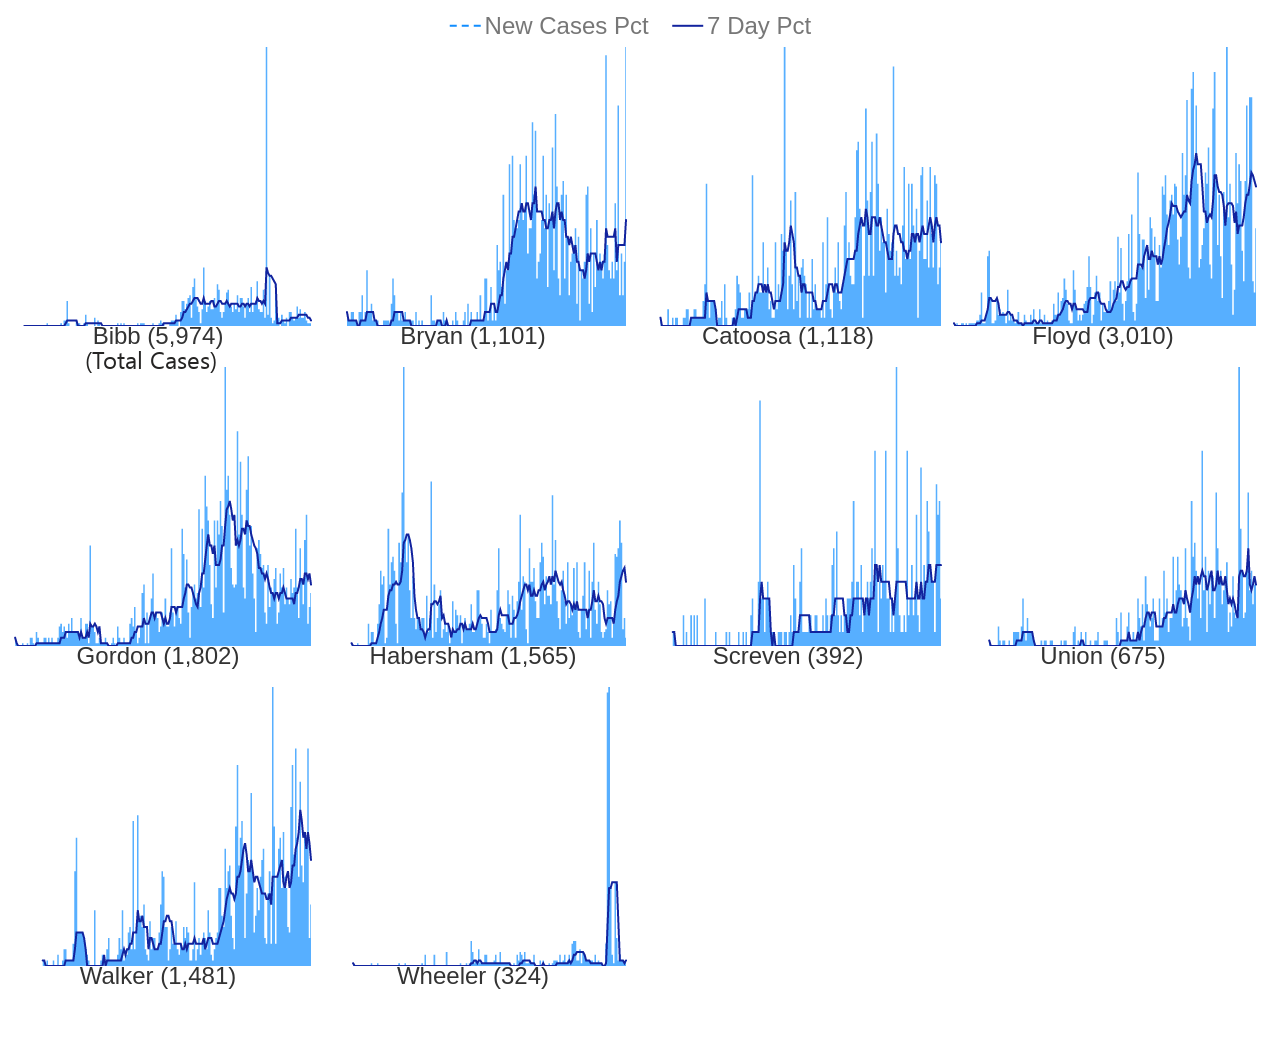 New Cases Pct 7 Day Pct
Bibb (5,974) Bryan (1,101) Catoosa (1,118) Floyd (3,010)
(Total Cases)
Gordon (1,802) Habersham (1,565) Screven (392) Union (675)
Walker (1,481) Wheeler (324)